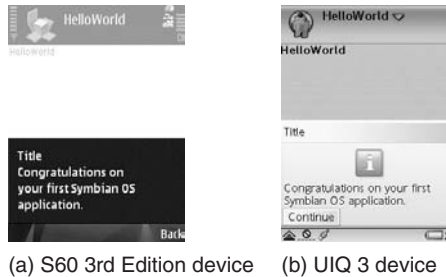 HelloWorld
HelloWorld
Title
Congratulations on
your first Symbian OS
application.
Back
(a) S60 3rd Edition device
HelloWorld
HelloWorld
Title
Congratulations on your first
Symbian OS application.
Continue
(b) UIQ 3 device